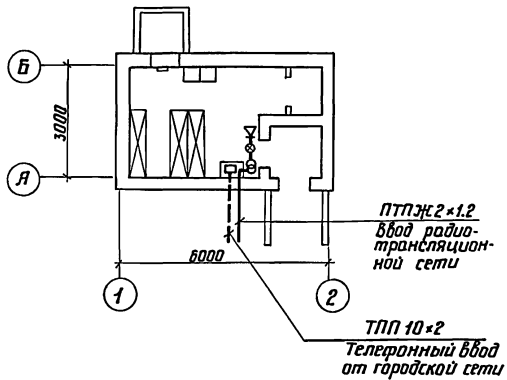 Б
3000
Я
ПТПЖ 2×1.2
Ввод радио-
трансляцион-
ной сети
6000
1
2
ТПП 10×2
Телефонный ввод
от городской сети